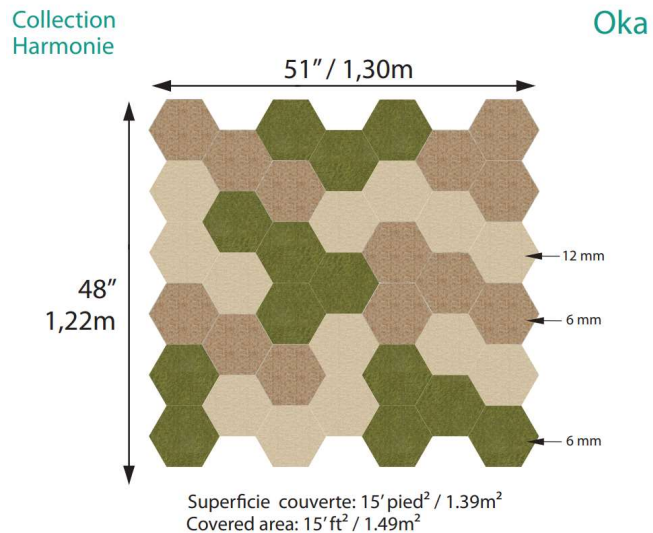 Collection
Harmonie
Oka
51” / 1,30m
48”
1,22m
12 mm
6 mm
6 mm
Superficie couverte: 15’ pied² / 1.39m²
Covered area: 15’ ft² / 1.49m²